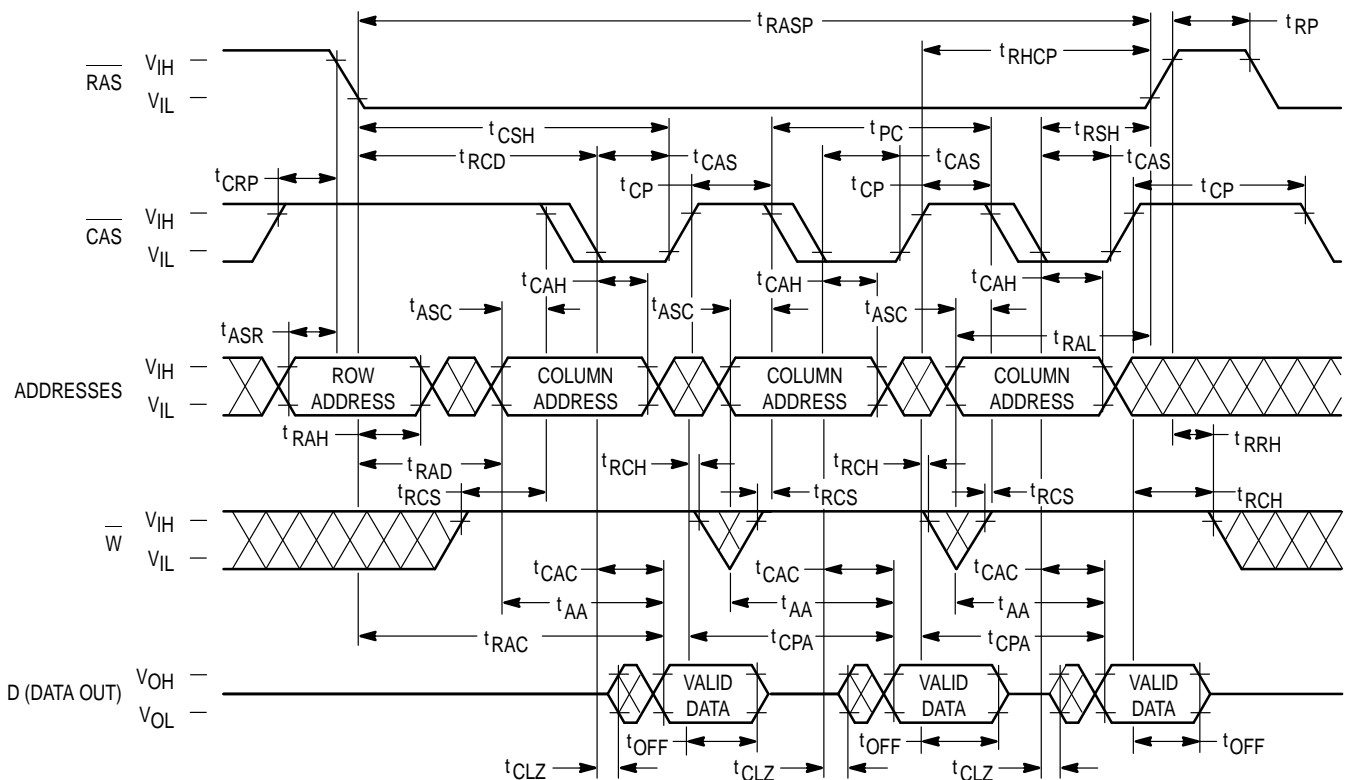 tRASP
tRP
tRHCP
RAS
VIH
VIL
tCSH
tPC
tRSH
tRCD
tCAS
tCAS
tCAS
tCRP
tCP
tCP
tCP
CAS
VIH
VIL
tCAH
tCAH
tCAH
tASC
tASC
tASC
tASR
tRAL
ADDRESSES
VIH
VIL
ROW
ADDRESS
COLUMN
ADDRESS
COLUMN
ADDRESS
COLUMN
ADDRESS
tRAH
tRRH
tRAD
tRCH
tRCH
tRCS
tRCS
tRCS
tRCH
W
VIH
VIL
tCAC
tCAC
tCAC
tAA
tAA
tAA
tRAC
tCPA
tCPA
D (DATA OUT)
VOH
VOL
VALID
DATA
VALID
DATA
VALID
DATA
tOFF
tOFF
tOFF
tCLZ
tCLZ
tCLZ